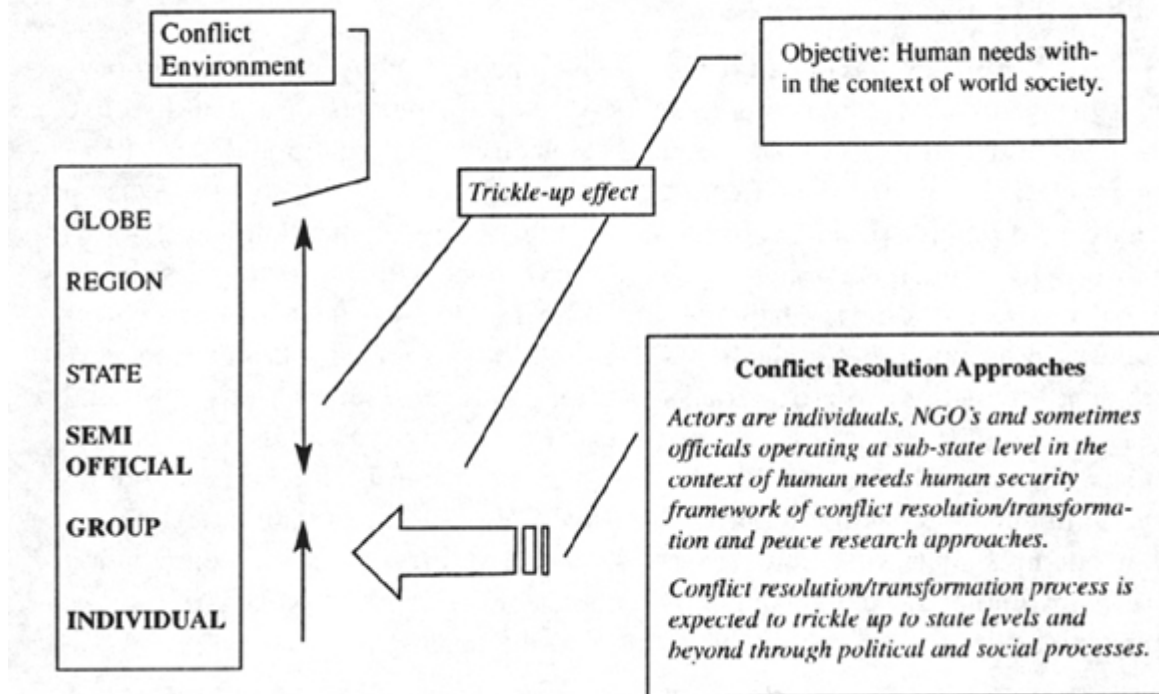 Conflict
Environment
Objective: Human needs with-
in the context of world society.
Trickle-up effect
GLOBE
REGION
STATE
SEMI
OFFICIAL
GROUP
INDIVIDUAL
Conflict Resolution Approaches
Actors are individuals, NGO's and sometimes
officials operating at sub-state level in the
context of human needs human security
framework of conflict resolution/transforma-
tion and peace research approaches.
Conflict resolution/transformation process is
expected to trickle up to state levels and
beyond through political and social processes.